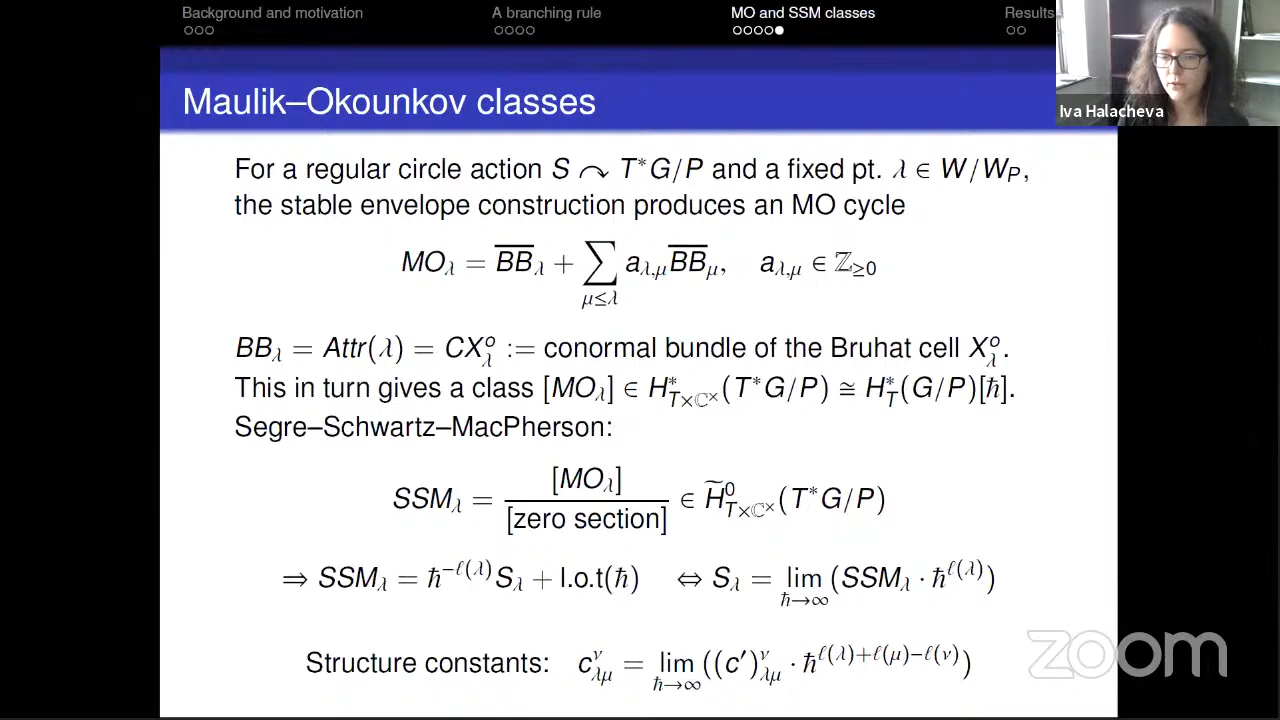 Background and motivation
A branching rule
MO and SSM classes
Results
Iva Halacheva
Maulik–Okounkov classes
For a regular circle action S ↷ T*G/P and a fixed pt. λ ∈ W/W_P,
the stable envelope construction produces an MO cycle
MO_λ = \overline{BB}_λ + ∑_{μ≤λ} a_{λ,μ} \overline{BB}_μ, a_{λ,μ} ∈ ℤ_{≥0}
BB_λ = Attr(λ) = CX^o_λ := conormal bundle of the Bruhat cell X^o_λ.
This in turn gives a class [MO_λ] ∈ H*_{T×ℂ^×}(T*G/P) ≅ H*_T(G/P)[ℏ].
Segre–Schwartz–MacPherson:
SSM_λ = [MO_λ] / [zero section] ∈ \widetilde{H}^0_{T×ℂ^×}(T*G/P)
⇒ SSM_λ = ℏ^{−ℓ(λ)} S_λ + l.o.t(ℏ) ⇔ S_λ = lim_{ℏ→∞} (SSM_λ · ℏ^{ℓ(λ)})
Structure constants: c^ν_{λμ} = lim_{ℏ→∞} ((c′)^ν_{λμ} · ℏ^{ℓ(λ)+ℓ(μ)−ℓ(ν)})
zoom